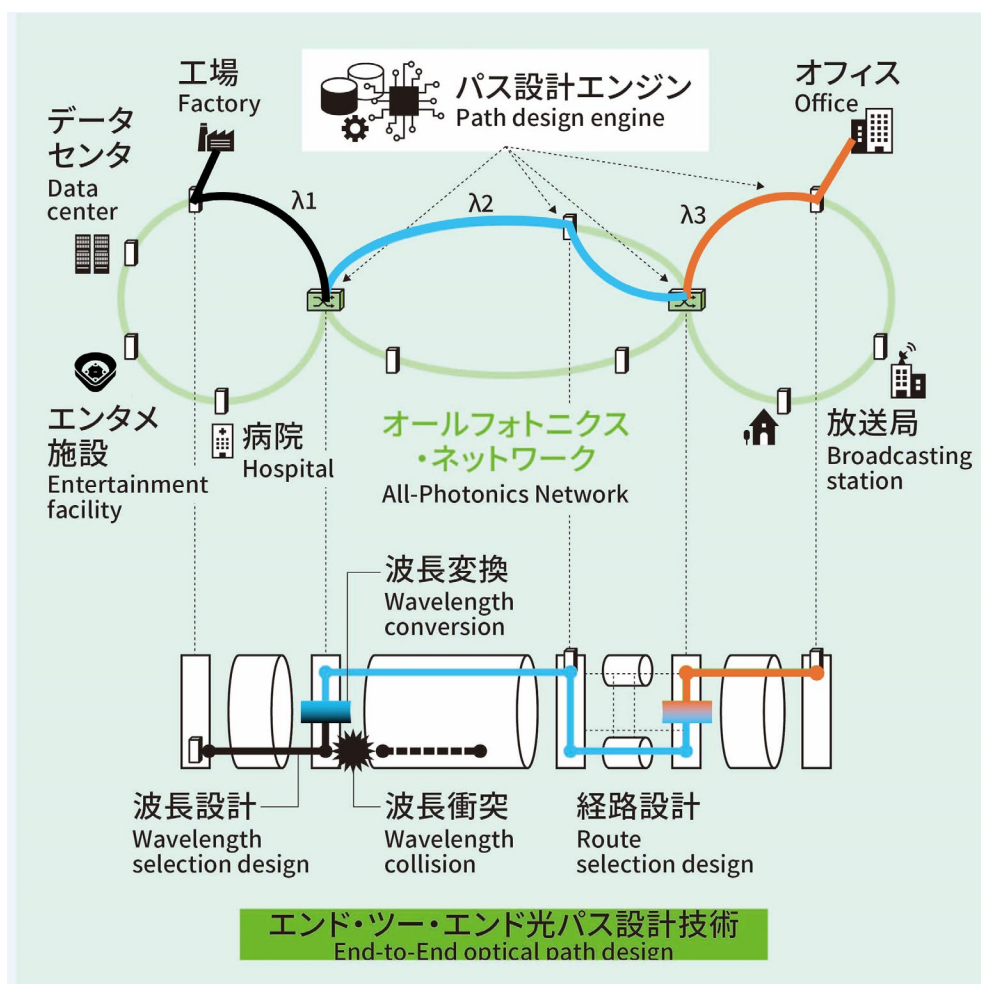 工場
Factory
パス設計エンジン
Path design engine
オフィス
Office
データ
センタ
Data
center
λ1
λ2
λ3
エンタメ
施設
Entertainment
facility
病院
Hospital
オールフォトニクス
・ネットワーク
All-Photonics Network
放送局
Broadcasting
station
波長変換
Wavelength
conversion
波長設計
Wavelength
selection design
波長衝突
Wavelength
collision
経路設計
Route
selection design
エンド・ツー・エンド光パス設計技術
End-to-End optical path design